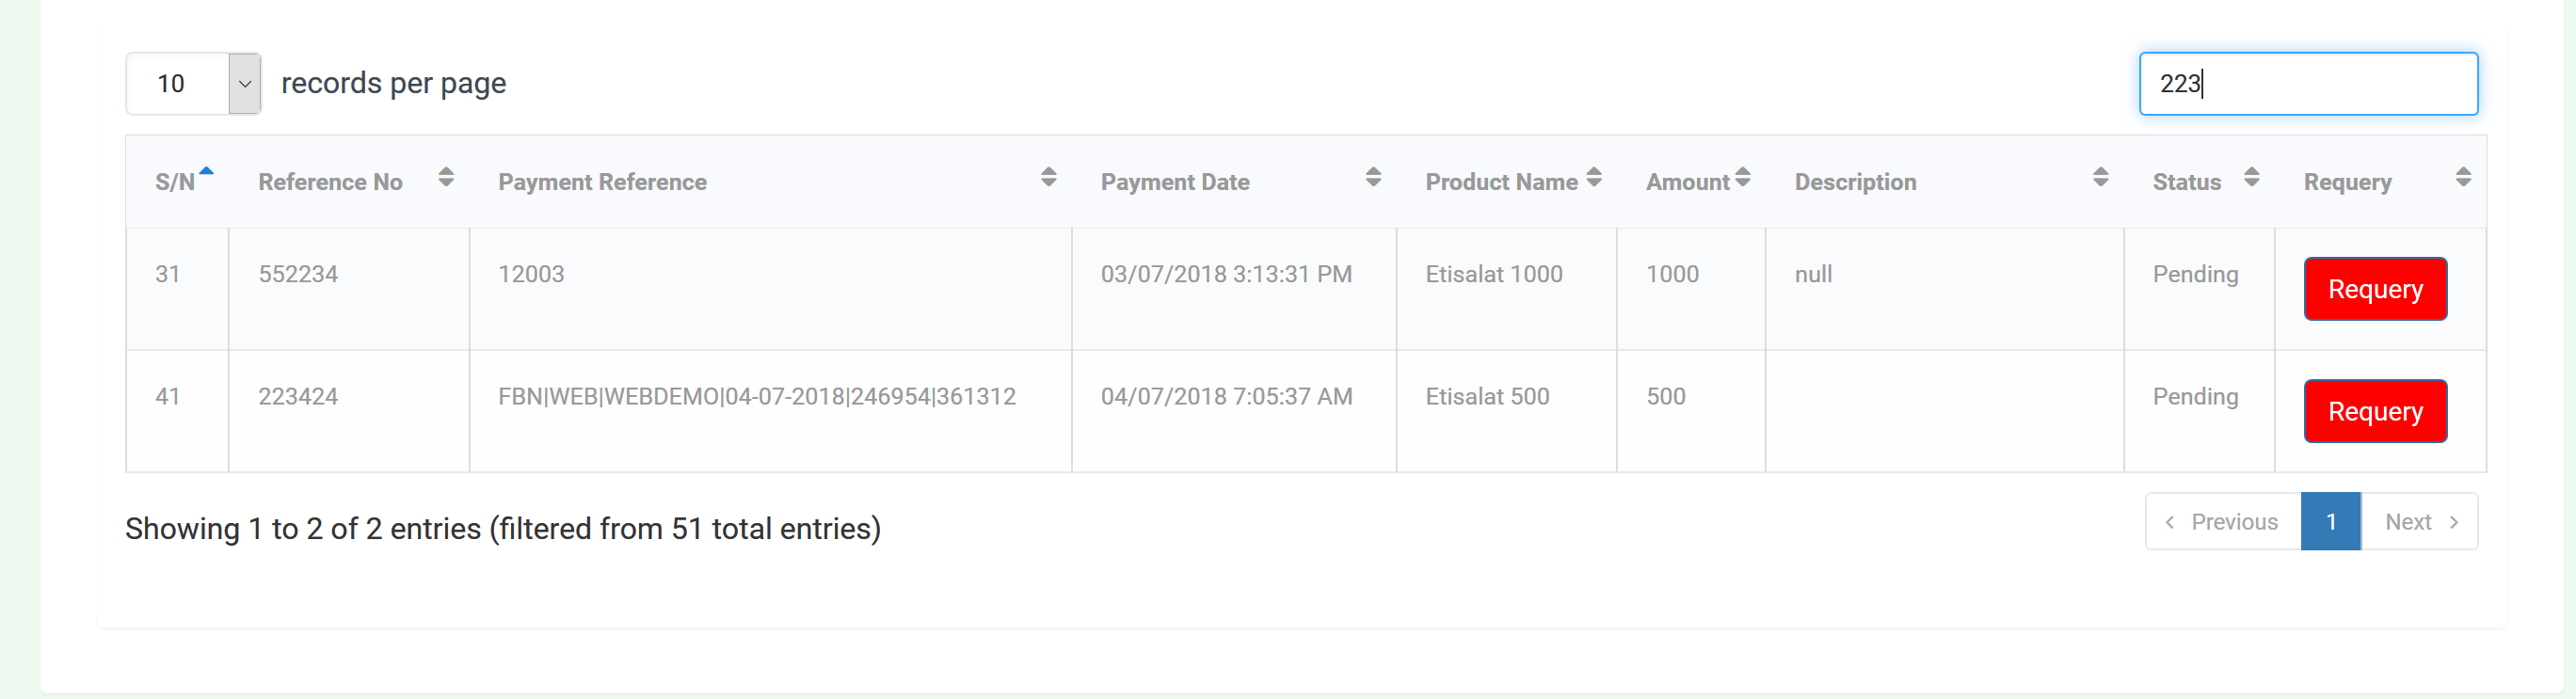 10 records per page 223
S/N Reference No Payment Reference Payment Date Product Name Amount Description Status Requery
31 552234 12003 03/07/2018 3:13:31 PM Etisalat 1000 1000 null Pending Requery
41 223424 FBN|WEB|WEBDEMO|04-07-2018|246954|361312 04/07/2018 7:05:37 AM Etisalat 500 500 Pending Requery
Showing 1 to 2 of 2 entries (filtered from 51 total entries) Previous 1 Next